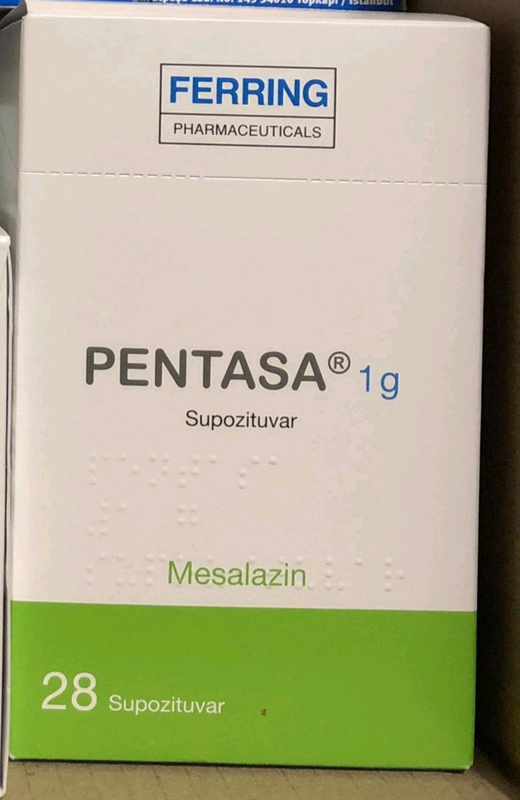 FERRING
PHARMACEUTICALS
PENTASA® 1g
Supozituvar
Mesalazin
28 Supozituvar